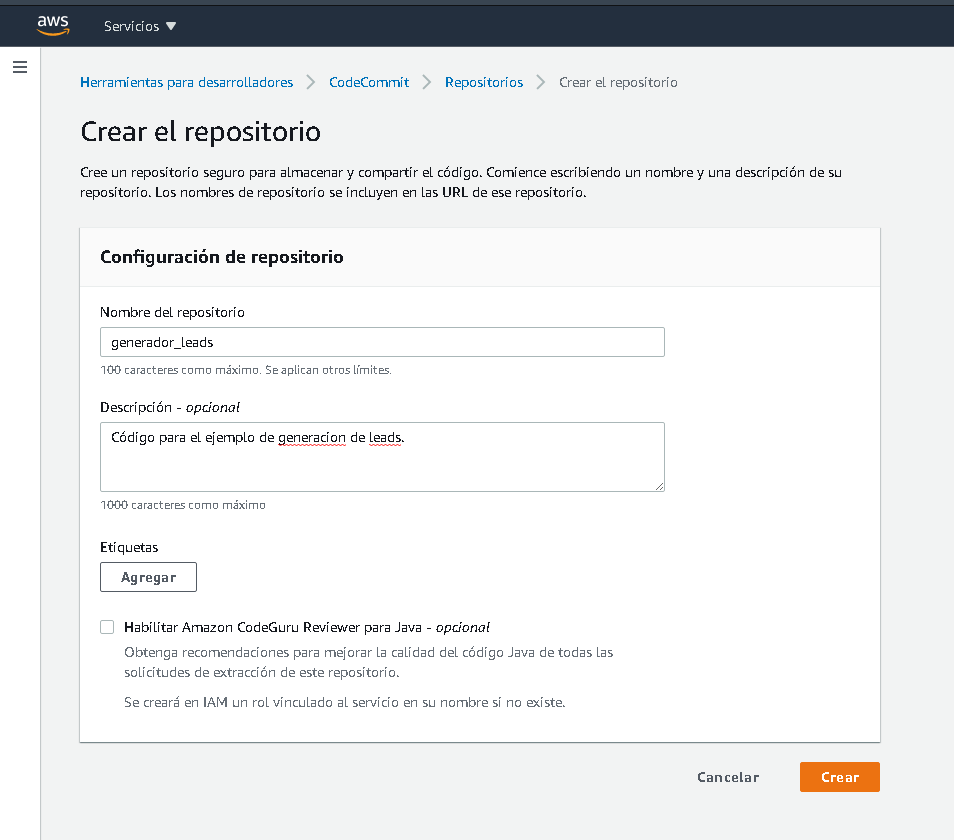 aws
Servicios
Herramientas para desarrolladores > CodeCommit > Repositorios > Crear el repositorio
Crear el repositorio
Cree un repositorio seguro para almacenar y compartir el código. Comience escribiendo un nombre y una descripción de su
repositorio. Los nombres de repositorio se incluyen en las URL de ese repositorio.
Configuración de repositorio
Nombre del repositorio
generador_leads
100 caracteres como máximo. Se aplican otros límites.
Descripción - opcional
Código para el ejemplo de generacion de leads.
1000 caracteres como máximo
Etiquetas
Agregar
Habilitar Amazon CodeGuru Reviewer para Java - opcional
Obtenga recomendaciones para mejorar la calidad del código Java de todas las
solicitudes de extracción de este repositorio.
Se creará en IAM un rol vinculado al servicio en su nombre si no existe.
Cancelar
Crear